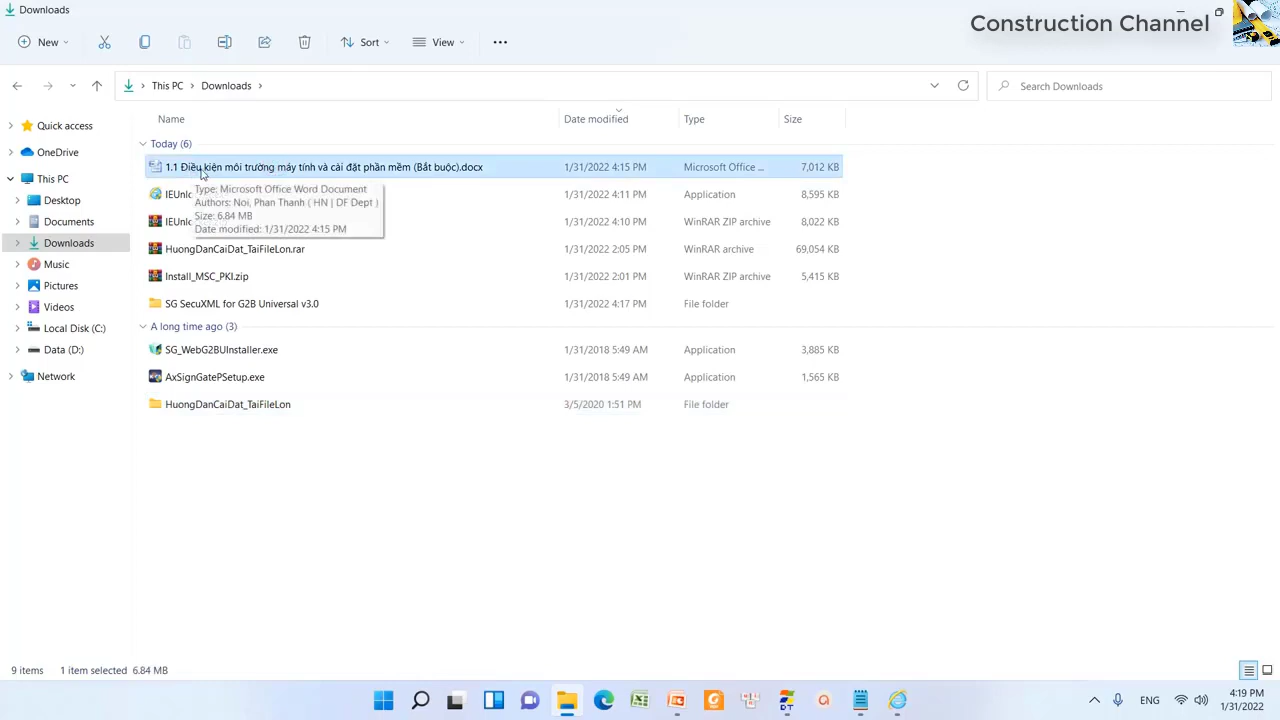 Downloads
Construction Channel
New
Sort
View
This PC
Downloads
Search Downloads
Name
Date modified
Type
Size
Quick access
OneDrive
This PC
Desktop
Documents
Downloads
Music
Pictures
Videos
Local Disk (C:)
Data (D:)
Network
Today (6)
1.1 Điều kiện môi trường máy tính và cài đặt phần mềm (Bắt buộc).docx 1/31/2022 4:15 PM Microsoft Office ... 7,012 KB
IEUnlo 1/31/2022 4:11 PM Application 8,595 KB
IEUnlo 1/31/2022 4:10 PM WinRAR ZIP archive 8,022 KB
Type: Microsoft Office Word Document
Authors: Noi, Phan Thanh ( HN | DF Dept )
Size: 6.84 MB
Date modified: 1/31/2022 4:15 PM
HuongDanCaiDat_TaiFileLon.rar 1/31/2022 2:05 PM WinRAR archive 69,054 KB
Install_MSC_PKI.zip 1/31/2022 2:01 PM WinRAR ZIP archive 5,415 KB
SG SecuXML for G2B Universal v3.0 1/31/2022 4:17 PM File folder
A long time ago (3)
SG_WebG2BUInstaller.exe 1/31/2018 5:49 AM Application 3,885 KB
AxSignGatePSetup.exe 1/31/2018 5:49 AM Application 1,565 KB
HuongDanCaiDat_TaiFileLon 3/5/2020 1:51 PM File folder
9 items 1 item selected 6.84 MB
ENG
4:19 PM
1/31/2022